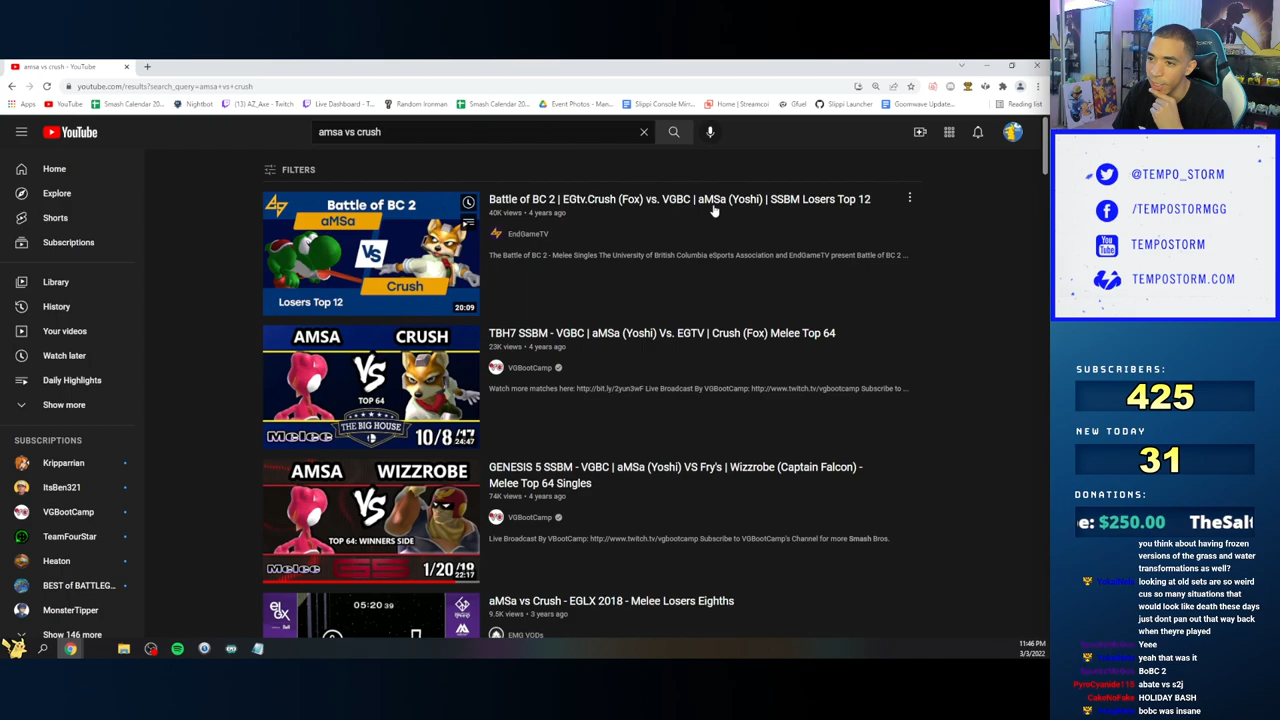 amsa vs crush - YouTube
youtube.com/results?search_query=amsa+vs+crush
Apps
YouTube
Smash Calendar 20...
Nightbot
(13) AZ_Axe - Twitch
Live Dashboard - T...
Random Ironman
Smash Calendar 20...
Event Photos - Man...
Slippi Console Mirr...
Home | Streamcoi
Gfuel
Slippi Launcher
Goomwave Update...
Reading list
YouTube
amsa vs crush
Home
Explore
Shorts
Subscriptions
Library
History
Your videos
Watch later
Daily Highlights
Show more
SUBSCRIPTIONS
Kripparrian
ItsBen321
VGBootCamp
TeamFourStar
Heaton
BEST of BATTLEG...
MonsterTipper
Show 146 more
FILTERS
Battle of BC 2
aMSa
VS
Crush
Losers Top 12
20:09
Battle of BC 2 | EGtv.Crush (Fox) vs. VGBC | aMSa (Yoshi) | SSBM Losers Top 12
40K views • 4 years ago
EndGameTV
The Battle of BC 2 - Melee Singles The University of British Columbia eSports Association and EndGameTV present Battle of BC 2 ...
AMSA
CRUSH
VS
TOP 64
THE BIG HOUSE
Melee
10/8/17
24:47
TBH7 SSBM - VGBC | aMSa (Yoshi) Vs. EGTV | Crush (Fox) Melee Top 64
23K views • 4 years ago
VGBootCamp
Watch more matches here: http://bit.ly/2yun3wF Live Broadcast By VGBootCamp: http://www.twitch.tv/vgbootcamp Subscribe to ...
AMSA
WIZZROBE
VS
TOP 64: WINNERS SIDE
Melee
1/20/18
22:17
GENESIS 5 SSBM - VGBC | aMSa (Yoshi) VS Fry's | Wizzrobe (Captain Falcon) -
Melee Top 64 Singles
74K views • 4 years ago
VGBootCamp
Live Broadcast By VBootCamp: http://www.twitch.tv/vgbootcamp Subscribe to VGBootCamp's Channel for more Smash Bros.
05:20 39
aMSa vs Crush - EGLX 2018 - Melee Losers Eighths
9.5K views • 3 years ago
EMG VODs
11:46 PM
3/3/2022
@TEMPO_STORM
/TEMPOSTORMGG
TEMPOSTORM
TEMPOSTORM.COM
SUBSCRIBERS:
425
NEW TODAY
31
DONATIONS:
e: $250.00 TheSalt
you think about having frozen
versions of the grass and water
transformations as well?
looking at old sets are so weird
cus so many situations that
would look like death these days
just dont pan out that way back
when theyre played
Yeee
yeah that was it
BoBC 2
PyroCyanide113 abate vs s2j
CakeNoFake HOLIDAY BASH
bobc was insane